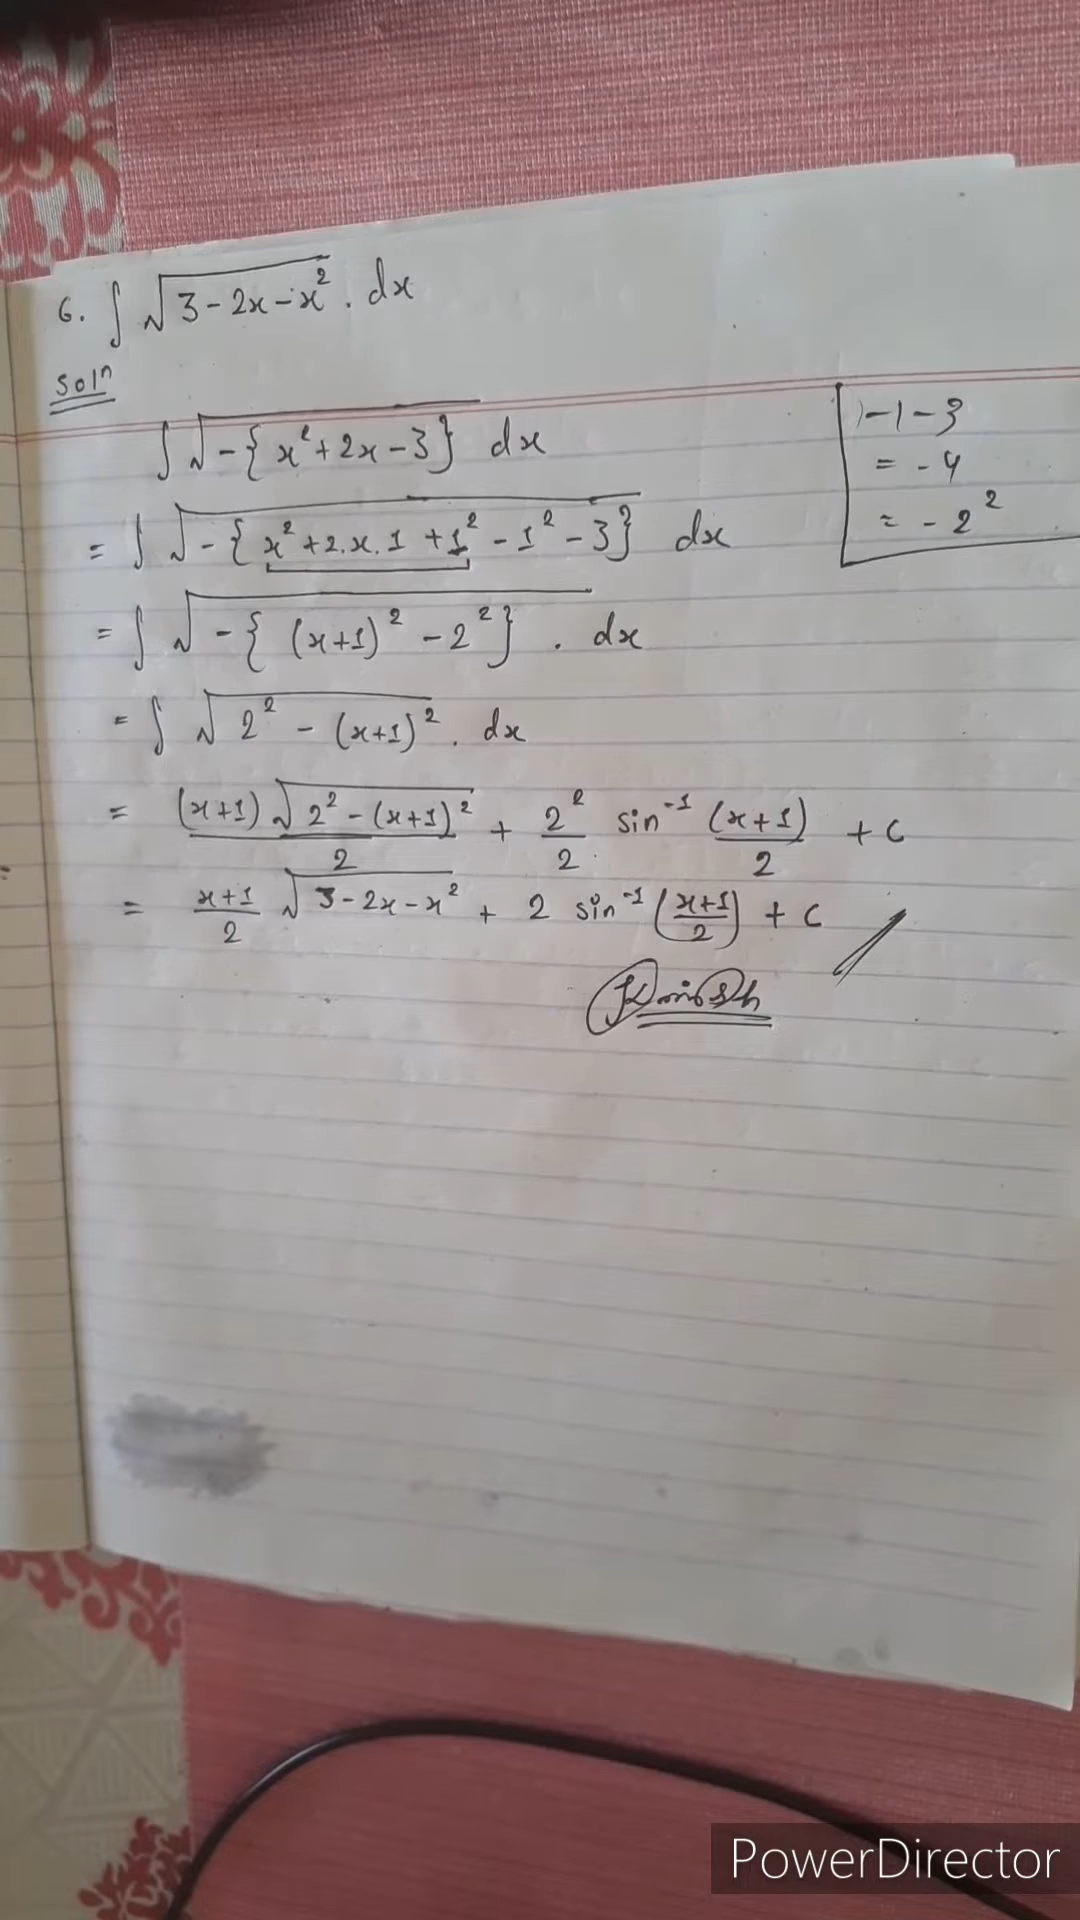 6. ∫ √(3-2x-x²) . dx
Soln
∫ √(-{x²+2x-3}) dx
= ∫ √(-{x²+2.x.1+1²-1²-3}) dx
-1-3
= -4
= -2²
= ∫ √(-{(x+1)²-2²}) . dx
= ∫ √(2²-(x+1)²) . dx
= (x+1)√(2²-(x+1)²)/2 + 2²/2 sin⁻¹ (x+1)/2 + C
= x+1/2 √(3-2x-x²) + 2 sin⁻¹ (x+1/2) + C
PowerDirector